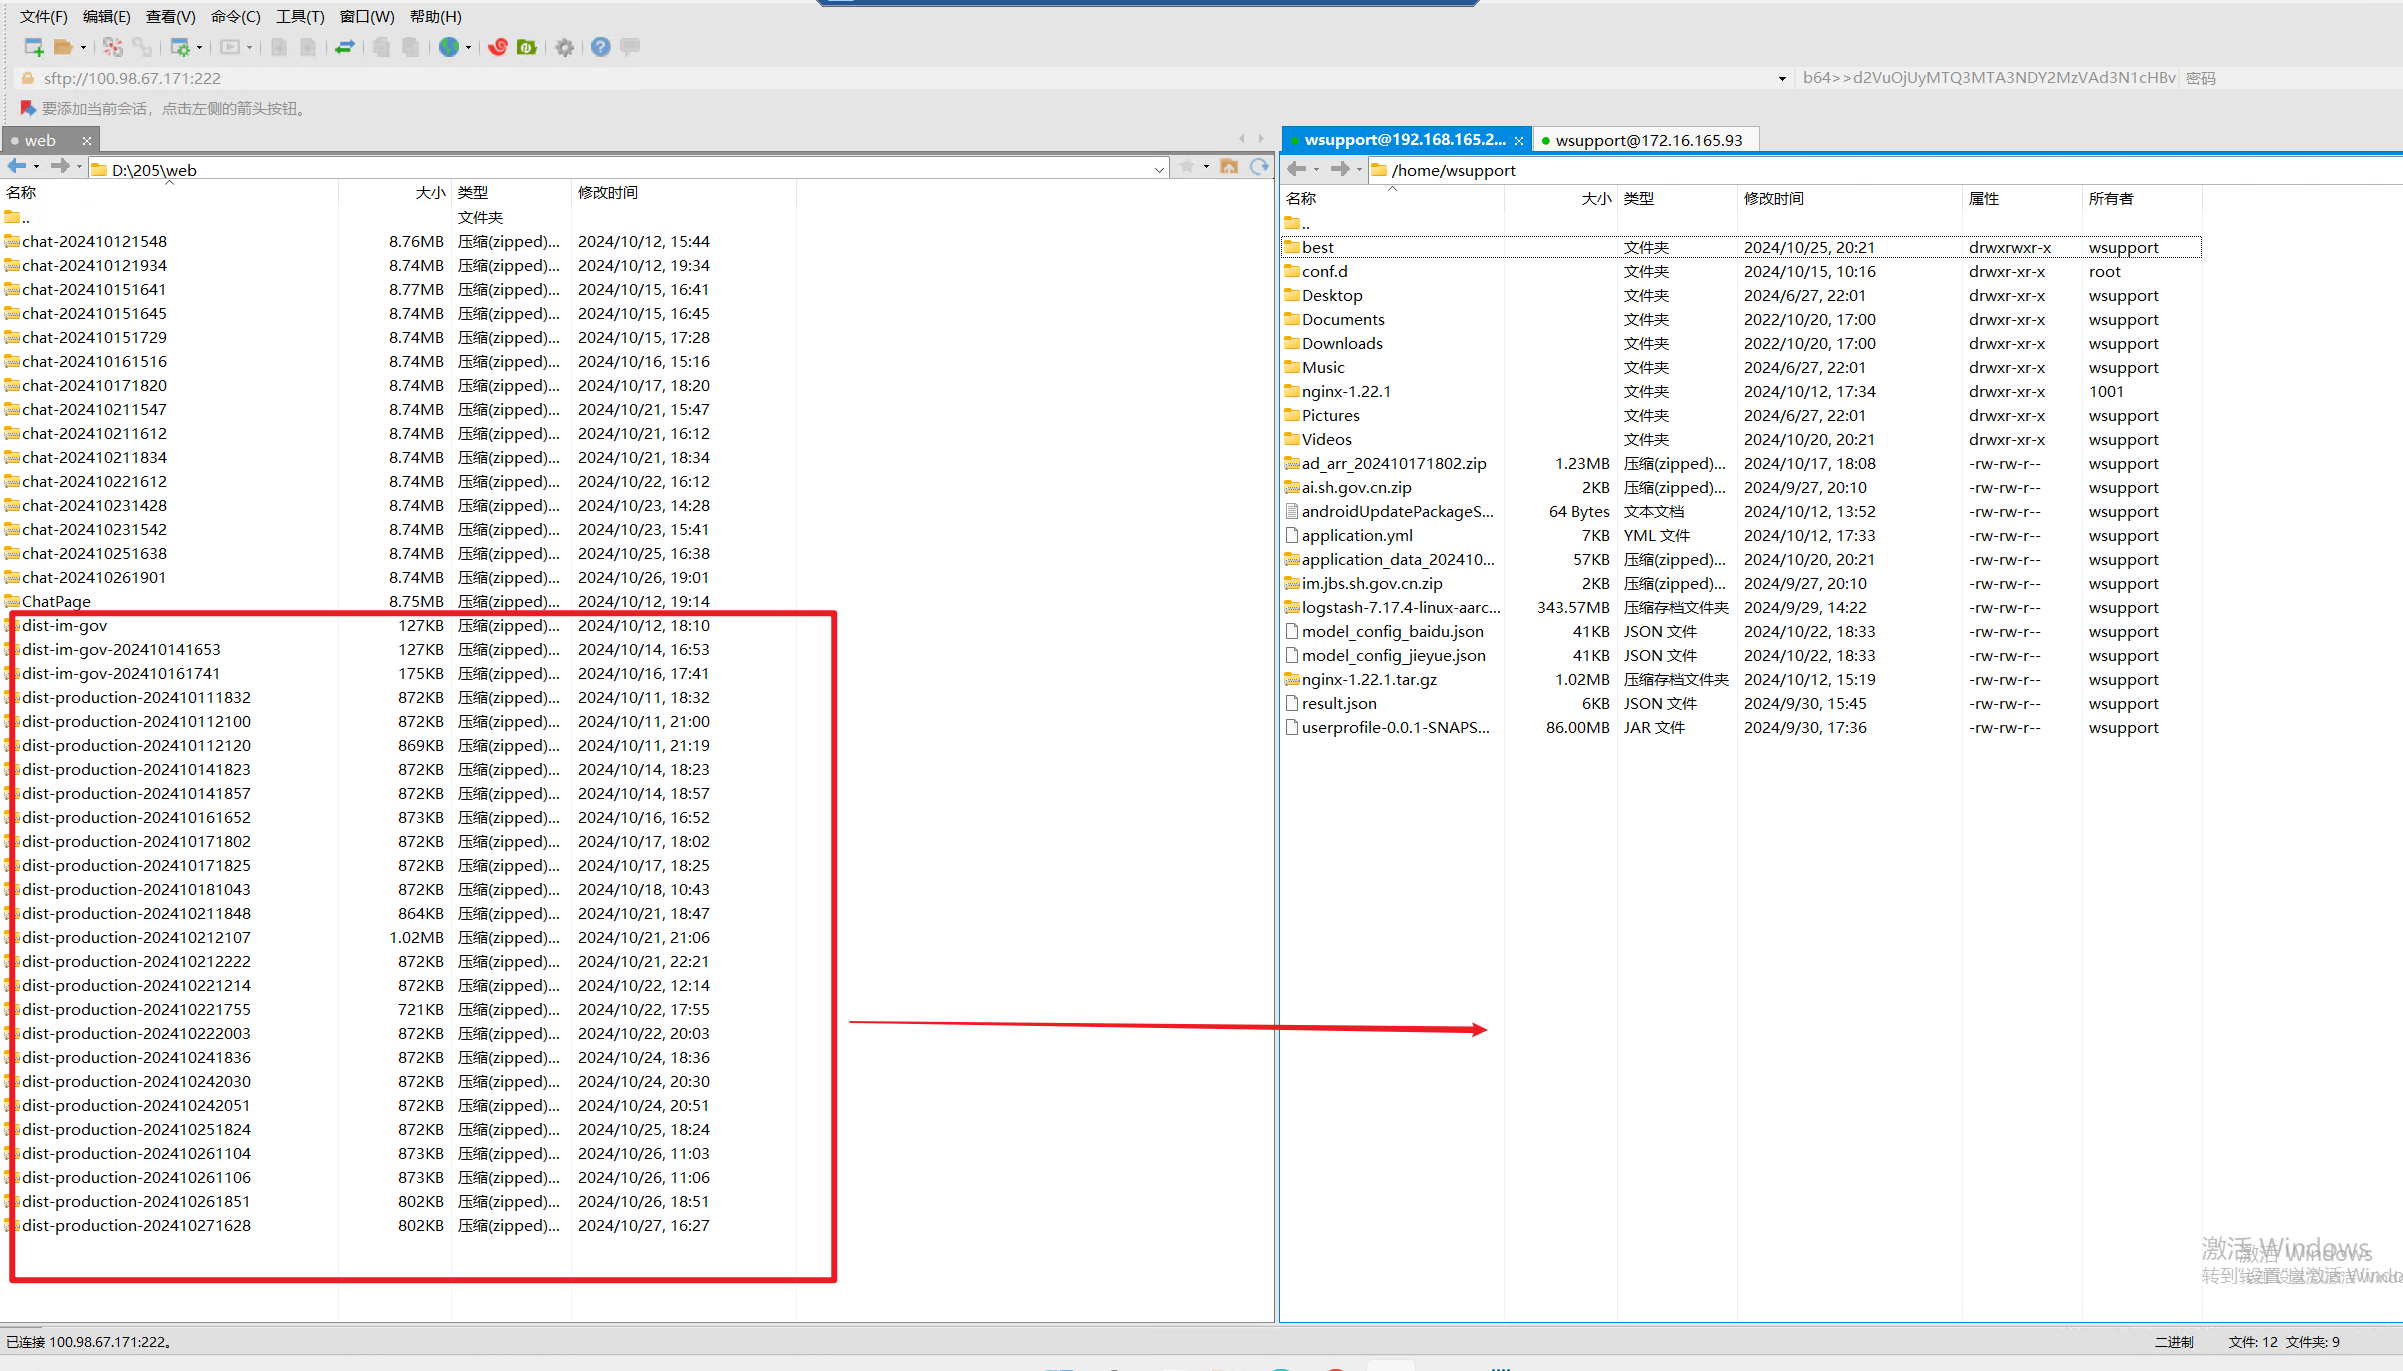 文件(F) 编辑(E) 查看(V) 命令(C) 工具(T) 窗口(W) 帮助(H)
sftp://100.98.67.171:222 b64>>d2VuOjUyMTQ3MTA3NDY2MzVAd3N1cHBv 密码
要添加当前会话，点击左侧的箭头按钮。
web
D:\205\web
名称 大小 类型 修改时间
.. 文件夹
chat-202410121548 8.76MB 压缩(zipped)... 2024/10/12, 15:44
chat-202410121934 8.74MB 压缩(zipped)... 2024/10/12, 19:34
chat-202410151641 8.77MB 压缩(zipped)... 2024/10/15, 16:41
chat-202410151645 8.74MB 压缩(zipped)... 2024/10/15, 16:45
chat-202410151729 8.74MB 压缩(zipped)... 2024/10/15, 17:28
chat-202410161516 8.74MB 压缩(zipped)... 2024/10/16, 15:16
chat-202410171820 8.74MB 压缩(zipped)... 2024/10/17, 18:20
chat-202410211547 8.74MB 压缩(zipped)... 2024/10/21, 15:47
chat-202410211612 8.74MB 压缩(zipped)... 2024/10/21, 16:12
chat-202410211834 8.74MB 压缩(zipped)... 2024/10/21, 18:34
chat-202410221612 8.74MB 压缩(zipped)... 2024/10/22, 16:12
chat-202410231428 8.74MB 压缩(zipped)... 2024/10/23, 14:28
chat-202410231542 8.74MB 压缩(zipped)... 2024/10/23, 15:41
chat-202410251638 8.74MB 压缩(zipped)... 2024/10/25, 16:38
chat-202410261901 8.74MB 压缩(zipped)... 2024/10/26, 19:01
ChatPage 8.75MB 压缩(zipped)... 2024/10/12, 19:14
dist-im-gov 127KB 压缩(zipped)... 2024/10/12, 18:10
dist-im-gov-202410141653 127KB 压缩(zipped)... 2024/10/14, 16:53
dist-im-gov-202410161741 175KB 压缩(zipped)... 2024/10/16, 17:41
dist-production-202410111832 872KB 压缩(zipped)... 2024/10/11, 18:32
dist-production-202410112100 872KB 压缩(zipped)... 2024/10/11, 21:00
dist-production-202410112120 869KB 压缩(zipped)... 2024/10/11, 21:19
dist-production-202410141823 872KB 压缩(zipped)... 2024/10/14, 18:23
dist-production-202410141857 872KB 压缩(zipped)... 2024/10/14, 18:57
dist-production-202410161652 873KB 压缩(zipped)... 2024/10/16, 16:52
dist-production-202410171802 872KB 压缩(zipped)... 2024/10/17, 18:02
dist-production-202410171825 872KB 压缩(zipped)... 2024/10/17, 18:25
dist-production-202410181043 872KB 压缩(zipped)... 2024/10/18, 10:43
dist-production-202410211848 864KB 压缩(zipped)... 2024/10/21, 18:47
dist-production-202410212107 1.02MB 压缩(zipped)... 2024/10/21, 21:06
dist-production-202410212222 872KB 压缩(zipped)... 2024/10/21, 22:21
dist-production-202410221214 872KB 压缩(zipped)... 2024/10/22, 12:14
dist-production-202410221755 721KB 压缩(zipped)... 2024/10/22, 17:55
dist-production-202410222003 872KB 压缩(zipped)... 2024/10/22, 20:03
dist-production-202410241836 872KB 压缩(zipped)... 2024/10/24, 18:36
dist-production-202410242030 872KB 压缩(zipped)... 2024/10/24, 20:30
dist-production-202410242051 872KB 压缩(zipped)... 2024/10/24, 20:51
dist-production-202410251824 872KB 压缩(zipped)... 2024/10/25, 18:24
dist-production-202410261104 873KB 压缩(zipped)... 2024/10/26, 11:03
dist-production-202410261106 873KB 压缩(zipped)... 2024/10/26, 11:06
dist-production-202410261851 802KB 压缩(zipped)... 2024/10/26, 18:51
dist-production-202410271628 802KB 压缩(zipped)... 2024/10/27, 16:27
wsupport@192.168.165.2... wsupport@172.16.165.93
/home/wsupport
名称 大小 类型 修改时间 属性 所有者
..
best 文件夹 2024/10/25, 20:21 drwxrwxr-x wsupport
conf.d 文件夹 2024/10/15, 10:16 drwxr-xr-x root
Desktop 文件夹 2024/6/27, 22:01 drwxr-xr-x wsupport
Documents 文件夹 2022/10/20, 17:00 drwxr-xr-x wsupport
Downloads 文件夹 2022/10/20, 17:00 drwxr-xr-x wsupport
Music 文件夹 2024/6/27, 22:01 drwxr-xr-x wsupport
nginx-1.22.1 文件夹 2024/10/12, 17:34 drwxr-xr-x 1001
Pictures 文件夹 2024/6/27, 22:01 drwxr-xr-x wsupport
Videos 文件夹 2024/10/20, 20:21 drwxr-xr-x wsupport
ad_arr_202410171802.zip 1.23MB 压缩(zipped)... 2024/10/17, 18:08 -rw-rw-r-- wsupport
ai.sh.gov.cn.zip 2KB 压缩(zipped)... 2024/9/27, 20:10 -rw-rw-r-- wsupport
androidUpdatePackageS... 64 Bytes 文本文档 2024/10/12, 13:52 -rw-rw-r-- wsupport
application.yml 7KB YML 文件 2024/10/12, 17:33 -rw-rw-r-- wsupport
application_data_202410... 57KB 压缩(zipped)... 2024/10/20, 20:21 -rw-rw-r-- wsupport
im.jbs.sh.gov.cn.zip 2KB 压缩(zipped)... 2024/9/27, 20:10 -rw-rw-r-- wsupport
logstash-7.17.4-linux-aarc... 343.57MB 压缩存档文件夹 2024/9/29, 14:22 -rw-rw-r-- wsupport
model_config_baidu.json 41KB JSON 文件 2024/10/22, 18:33 -rw-rw-r-- wsupport
model_config_jieyue.json 41KB JSON 文件 2024/10/22, 18:33 -rw-rw-r-- wsupport
nginx-1.22.1.tar.gz 1.02MB 压缩存档文件夹 2024/10/12, 15:19 -rw-rw-r-- wsupport
result.json 6KB JSON 文件 2024/9/30, 15:45 -rw-rw-r-- wsupport
userprofile-0.0.1-SNAPS... 86.00MB JAR 文件 2024/9/30, 17:36 -rw-rw-r-- wsupport
激活 Windows
激活 Windows
已连接 100.98.67.171:222。 二进制 文件: 12 文件夹: 9